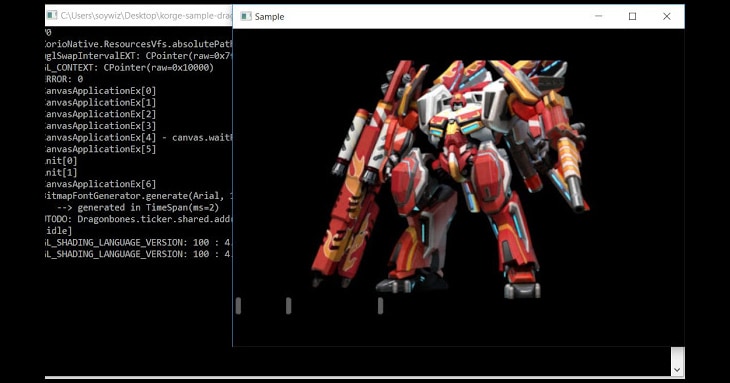 C:\Users\soywiz\Desktop\korge-sample-drag
Sample
orioNative.ResourcesVfs.absolutePat
glSwapIntervalEXT: CPointer(raw=0x7
L_CONTEXT: CPointer(raw=0x10000)
RROR: 0
anvasApplicationEx[0]
anvasApplicationEx[1]
anvasApplicationEx[2]
anvasApplicationEx[3]
anvasApplicationEx[4] - canvas.wait
anvasApplicationEx[5]
nit[0]
nit[1]
anvasApplicationEx[6]
itmapFontGenerator.generate(Arial, 1
--> generated in TimeSpan(ms=2)
TODO: Dragonbones.ticker.shared.add
idle]
L_SHADING_LANGUAGE_VERSION: 100 : 4
L_SHADING_LANGUAGE_VERSION: 100 : 4